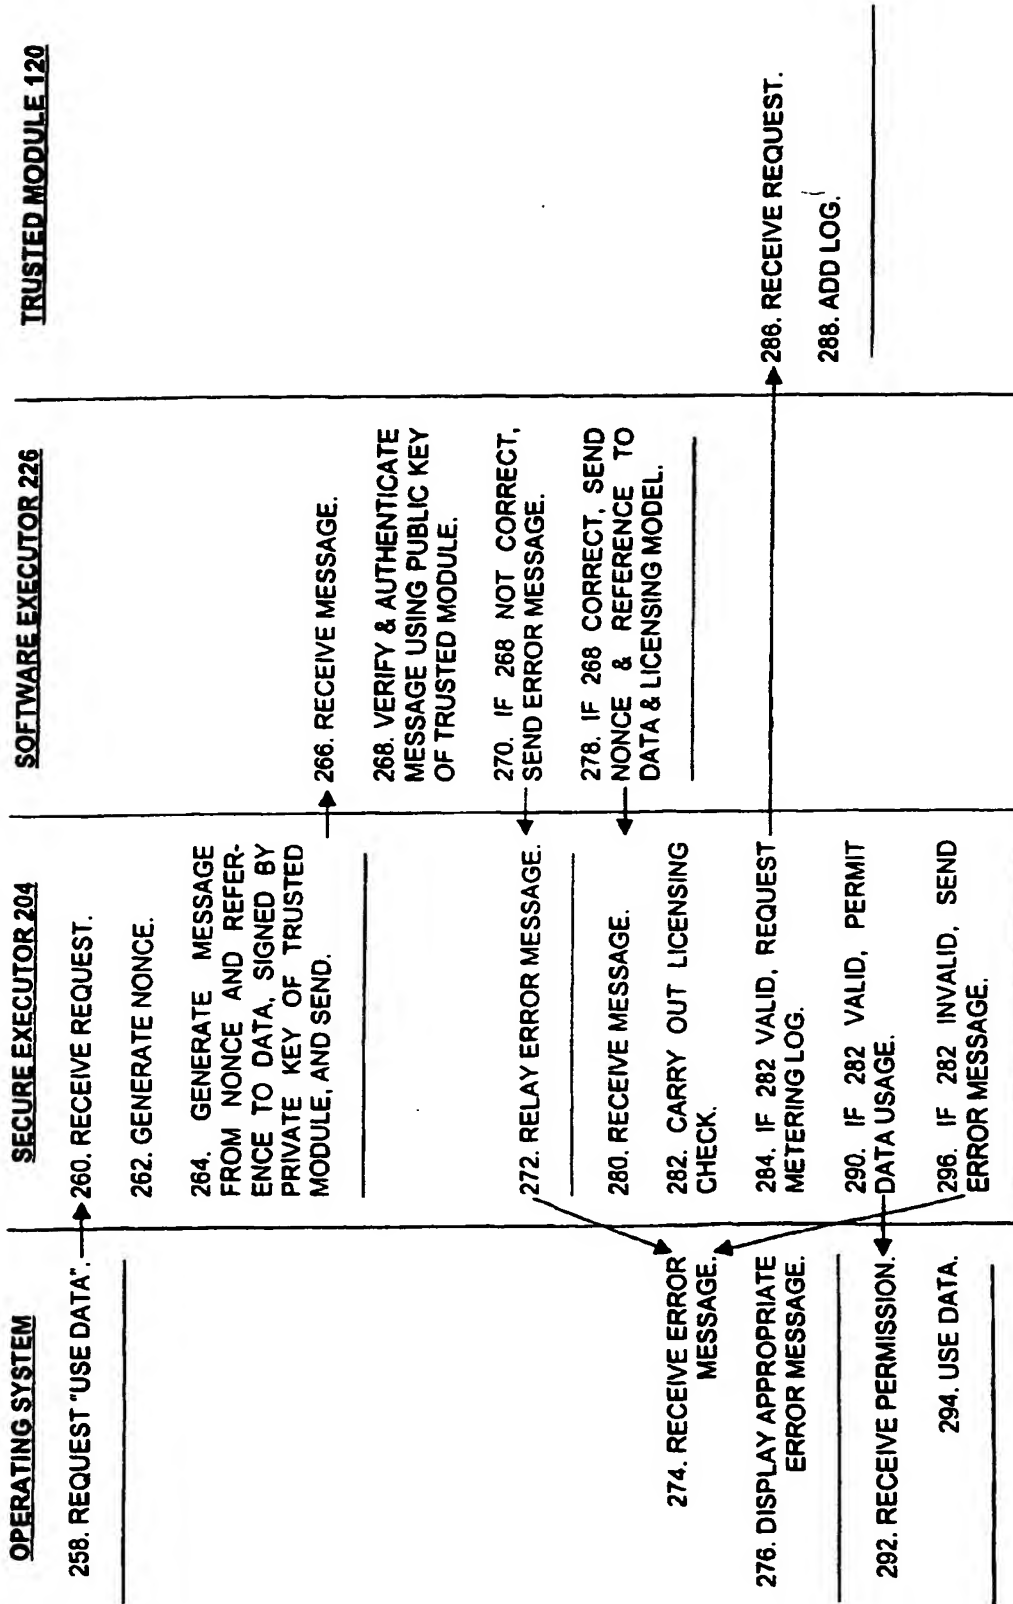 OPERATING SYSTEM
258. REQUEST "USE DATA".
274. RECEIVE ERROR
MESSAGE.
276. DISPLAY APPROPRIATE
ERROR MESSAGE.
292. RECEIVE PERMISSION.
294. USE DATA.
SECURE EXECUTOR 204
260. RECEIVE REQUEST.
262. GENERATE NONCE.
264. GENERATE MESSAGE
FROM NONCE AND REFER-
ENCE TO DATA, SIGNED BY
PRIVATE KEY OF TRUSTED
MODULE, AND SEND.
272. RELAY ERROR MESSAGE.
280. RECEIVE MESSAGE.
282. CARRY OUT LICENSING
CHECK.
284. IF 282 VALID, REQUEST
METERING LOG.
290. IF 282 VALID, PERMIT
DATA USAGE.
296. IF 282 INVALID, SEND
ERROR MESSAGE.
SOFTWARE EXECUTOR 226
266. RECEIVE MESSAGE.
268. VERIFY & AUTHENTICATE
MESSAGE USING PUBLIC KEY
OF TRUSTED MODULE.
270. IF 268 NOT CORRECT,
SEND ERROR MESSAGE.
278. IF 268 CORRECT, SEND
NONCE & REFERENCE TO
DATA & LICENSING MODEL.
TRUSTED MODULE 120
286. RECEIVE REQUEST.
288. ADD LOG.